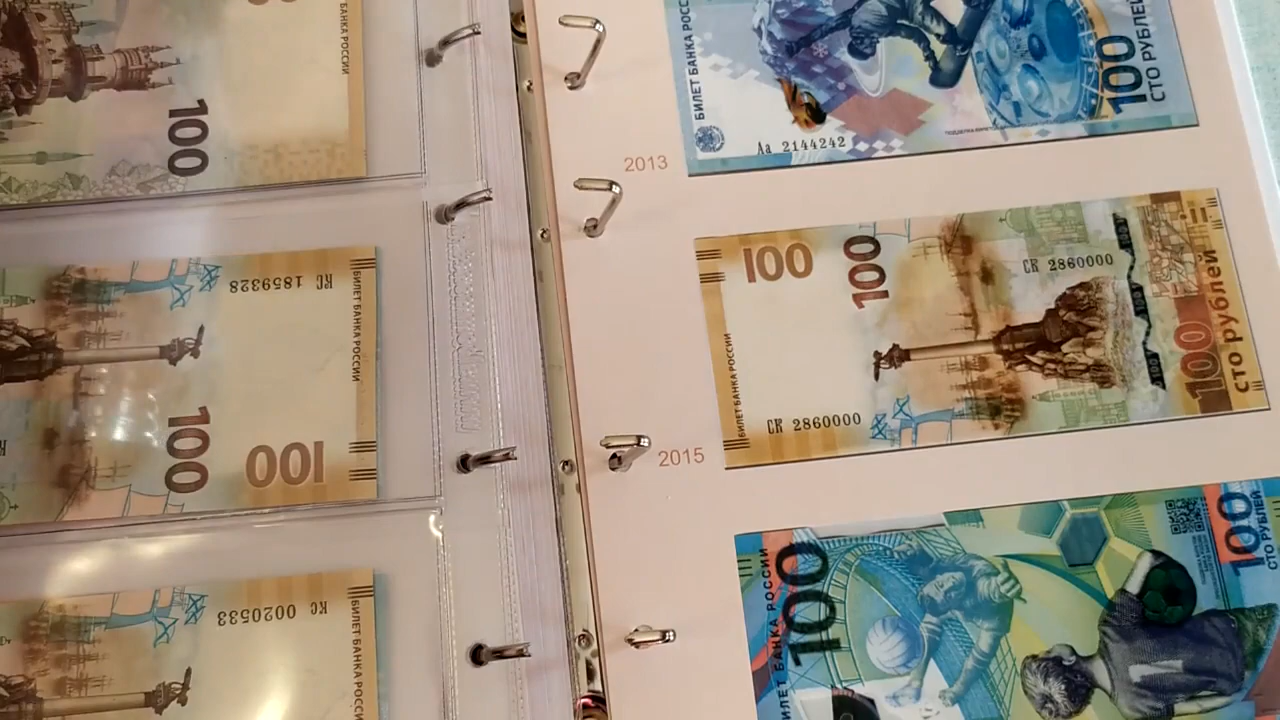 БАНКА РОССИИ
100
КС 1859328
БИЛЕТ БАНКА РОССИИ
100
100
КС 0020533
БИЛЕТ БАНКА РОССИИ
БИЛЕТ БАНКА РОССИИ
Аа 2144242
100
СТО РУБЛЕЙ
2013
100
100
СК 2860000
БИЛЕТ БАНКА РОССИИ
СК 2860000
100
сто рублей
2015
БИЛЕТ БАНКА РОССИИ
100
100
СТО РУБЛЕЙ